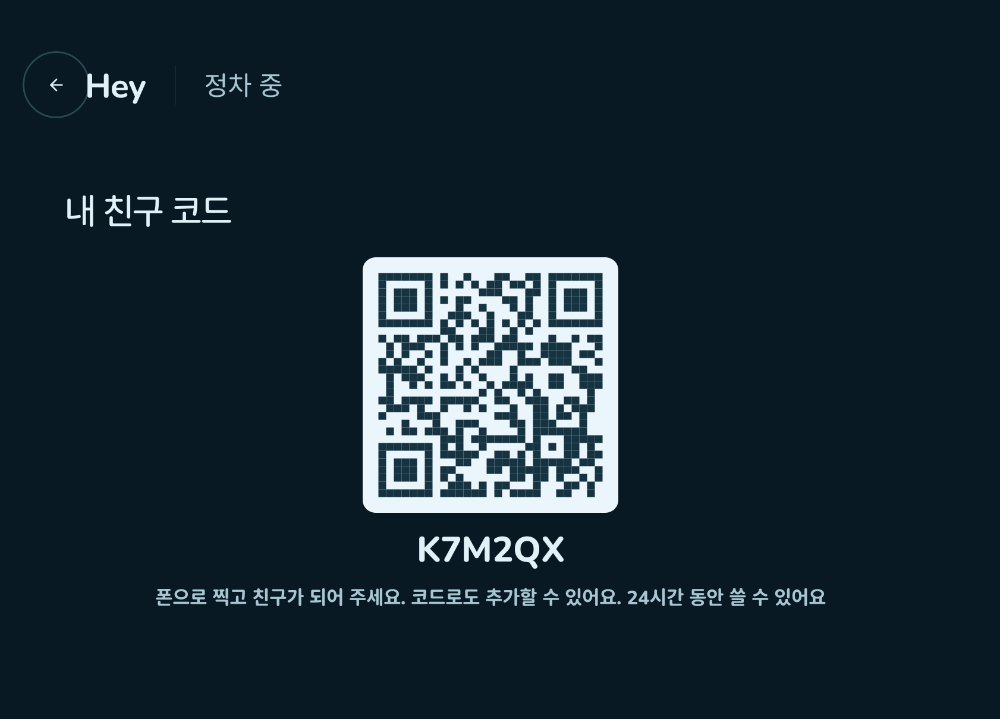 Hey 정차 중
내 친구 코드
K7M2QX
폰으로 찍고 친구가 되어 주세요. 코드로도 추가할 수 있어요. 24시간 동안 쓸 수 있어요